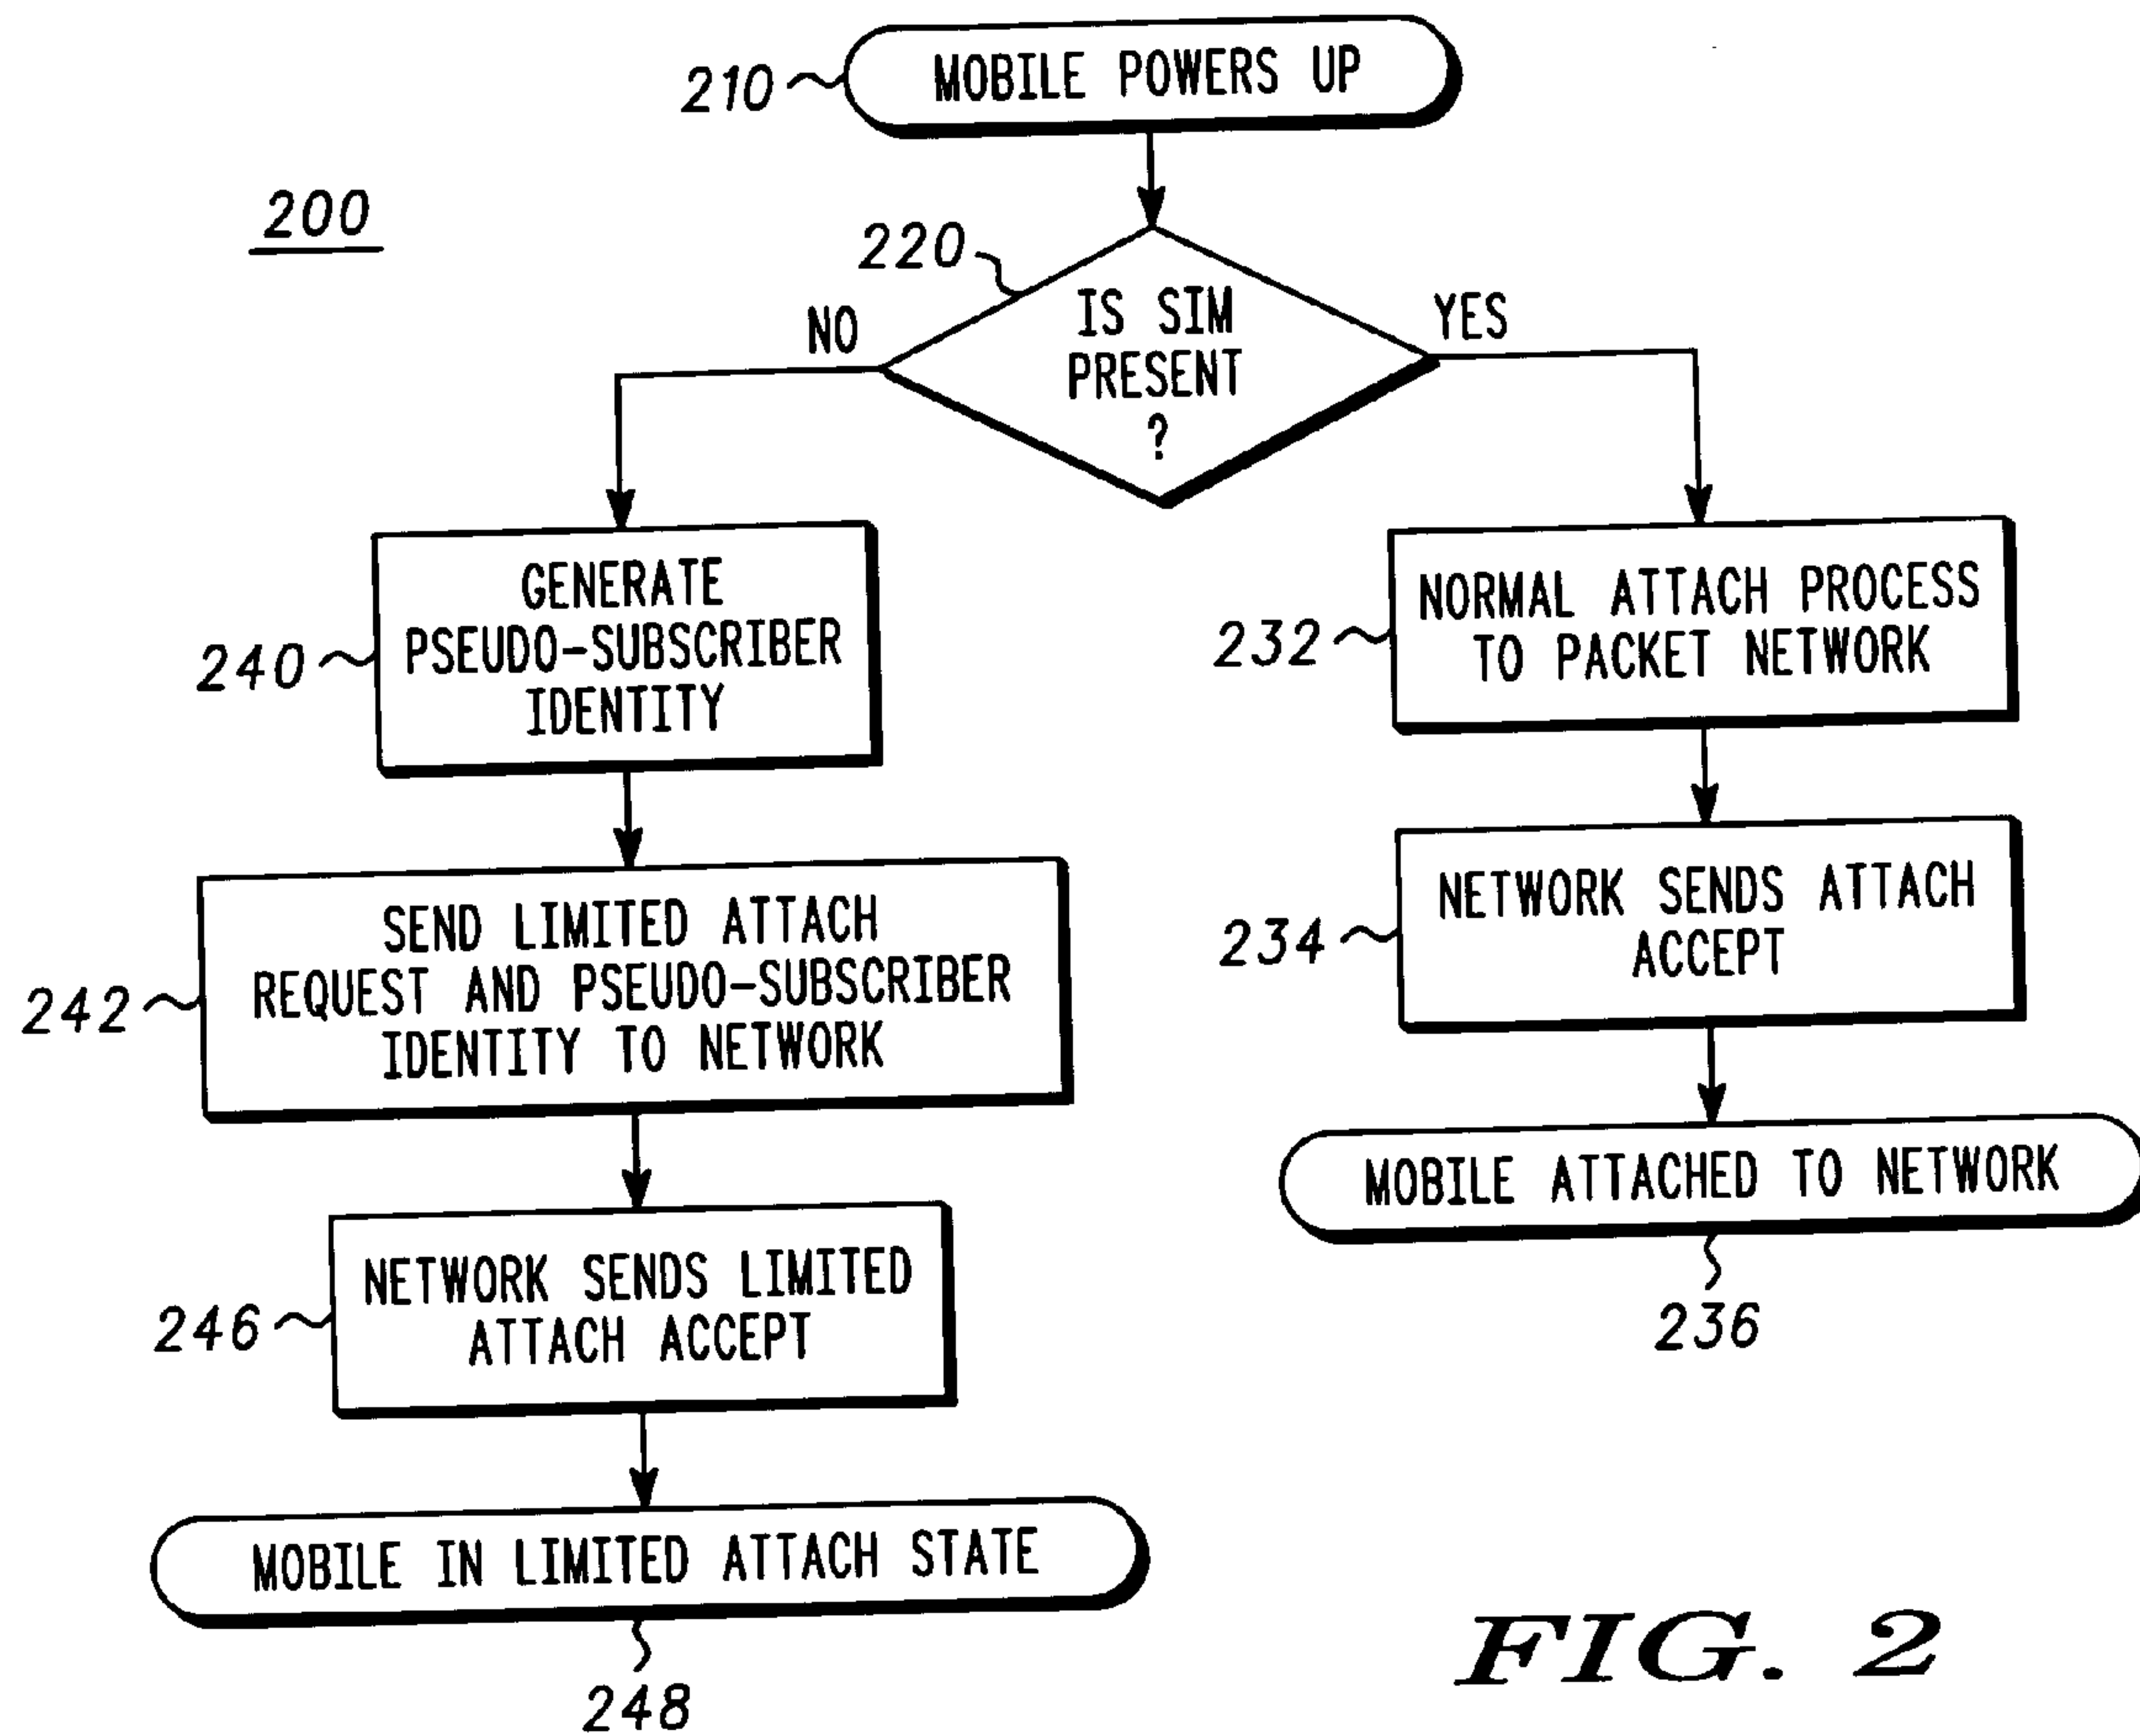 210
MOBILE POWERS UP
200
220
IS SIM
PRESENT
?
NO
YES
240
GENERATE
PSEUDO-SUBSCRIBER
IDENTITY
232
NORMAL ATTACH PROCESS
TO PACKET NETWORK
242
SEND LIMITED ATTACH
REQUEST AND PSEUDO-SUBSCRIBER
IDENTITY TO NETWORK
234
NETWORK SENDS ATTACH
ACCEPT
246
NETWORK SENDS LIMITED
ATTACH ACCEPT
MOBILE ATTACHED TO NETWORK
236
MOBILE IN LIMITED ATTACH STATE
248
FIG. 2